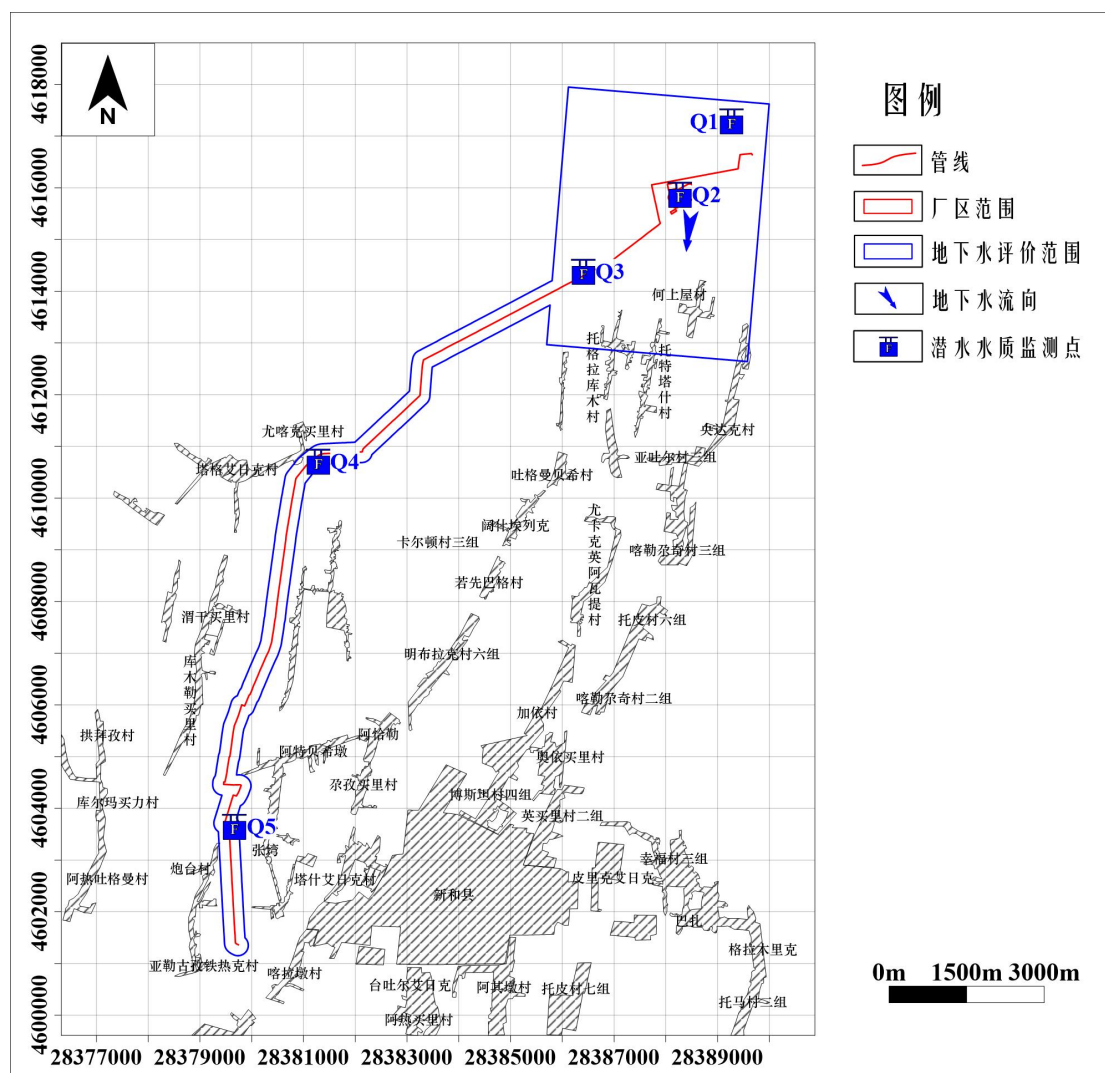 4618000
4616000
4614000
4612000
4610000
4608000
4606000
4604000
4602000
4600000
N
Q1
Q2
Q3
何上屋材
托格拉库木村
托特塔什村
央达克村
尤喀克买里村
Q4
塔格艾日克村
亚吐尔村二组
吐格曼贝希村
阔什埃列克
卡尔顿村三组
尤卡克英阿瓦提村
喀勒尕奇村三组
若先巴格村
渭干买里村
托皮村六组
明布拉克村六组
库木勒买里村
喀勒尕奇村二组
加依村
拱拜孜村
阿恰勒
阿特贝希墩
奥依买里村
尕孜买里村
博斯坦村四组
库尔玛买力村
英买里村二组
Q5
张塆
炮台村
幸福村三组
阿热吐格曼村
塔什艾日克村
皮里克艾日克
新和县
巴扎
格拉木里克
亚勒古孜铁热克村
喀拉墩村
台吐尔艾日克
阿其墩村
托皮村七组
托马村二组
阿热买里村
28377000
28379000
28381000
28383000
28385000
28387000
28389000
图例
管线
厂区范围
地下水评价范围
地下水流向
潜水水质监测点
0m 1500m 3000m